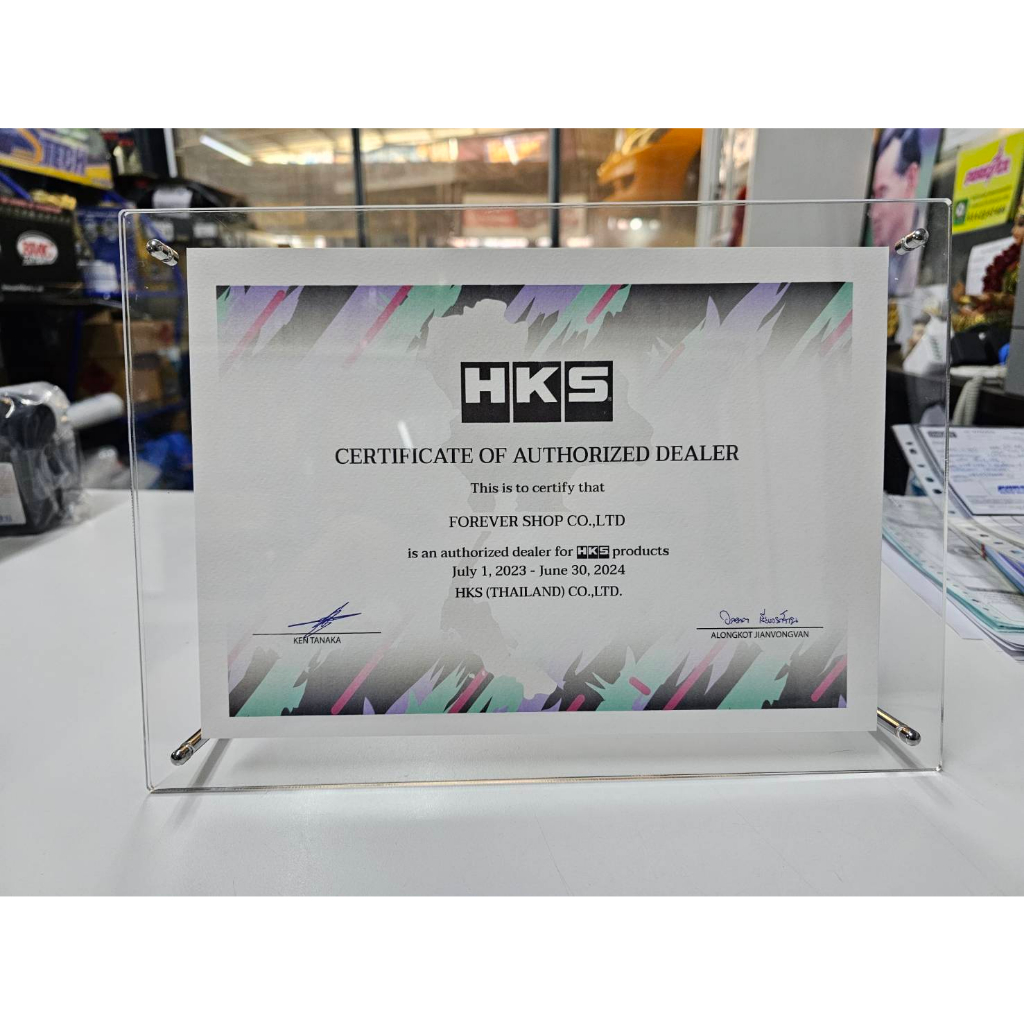 TECH
HKS
CERTIFICATE OF AUTHORIZED DEALER
This is to certify that
FOREVER SHOP CO.,LTD
is an authorized dealer for HKS products
July 1, 2023 - June 30, 2024
HKS (THAILAND) CO.,LTD.
KEN TANAKA
ALONGKOT JIANVONGVAN